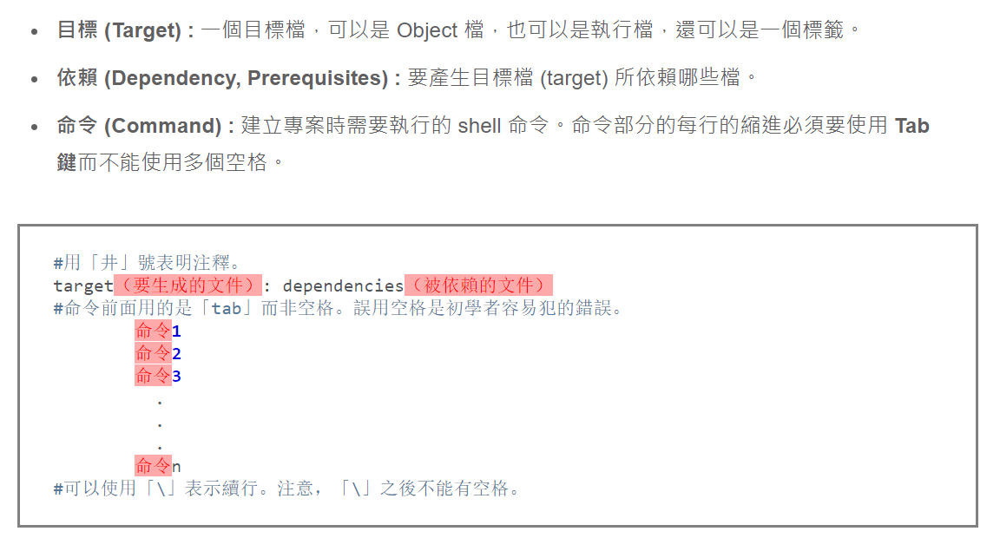 • 目標 (Target) : 一個目標檔，可以是 Object 檔，也可以是執行檔，還可以是一個標籤。
• 依賴 (Dependency, Prerequisites) : 要產生目標檔 (target) 所依賴哪些檔。
• 命令 (Command) : 建立專案時需要執行的 shell 命令。命令部分的每行的縮進必須要使用 Tab
鍵而不能使用多個空格。
#用「井」號表明注釋。
target（要生成的文件）: dependencies（被依賴的文件）
#命令前面用的是「tab」而非空格。誤用空格是初學者容易犯的錯誤。
命令1
命令2
命令3
.
.
.
命令n
#可以使用「\」表示續行。注意，「\」之後不能有空格。